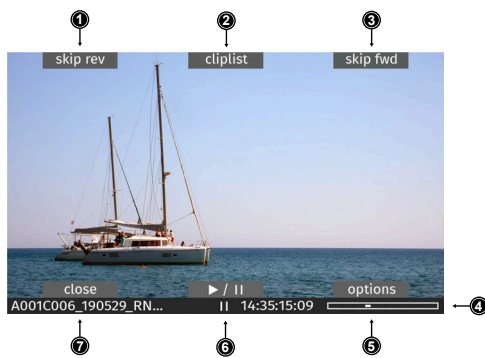 1 2 3
skip rev cliplist skip fwd
close ▶ / II options
A001C006_190529_RN... II 14:35:15:09 4
7 6 5